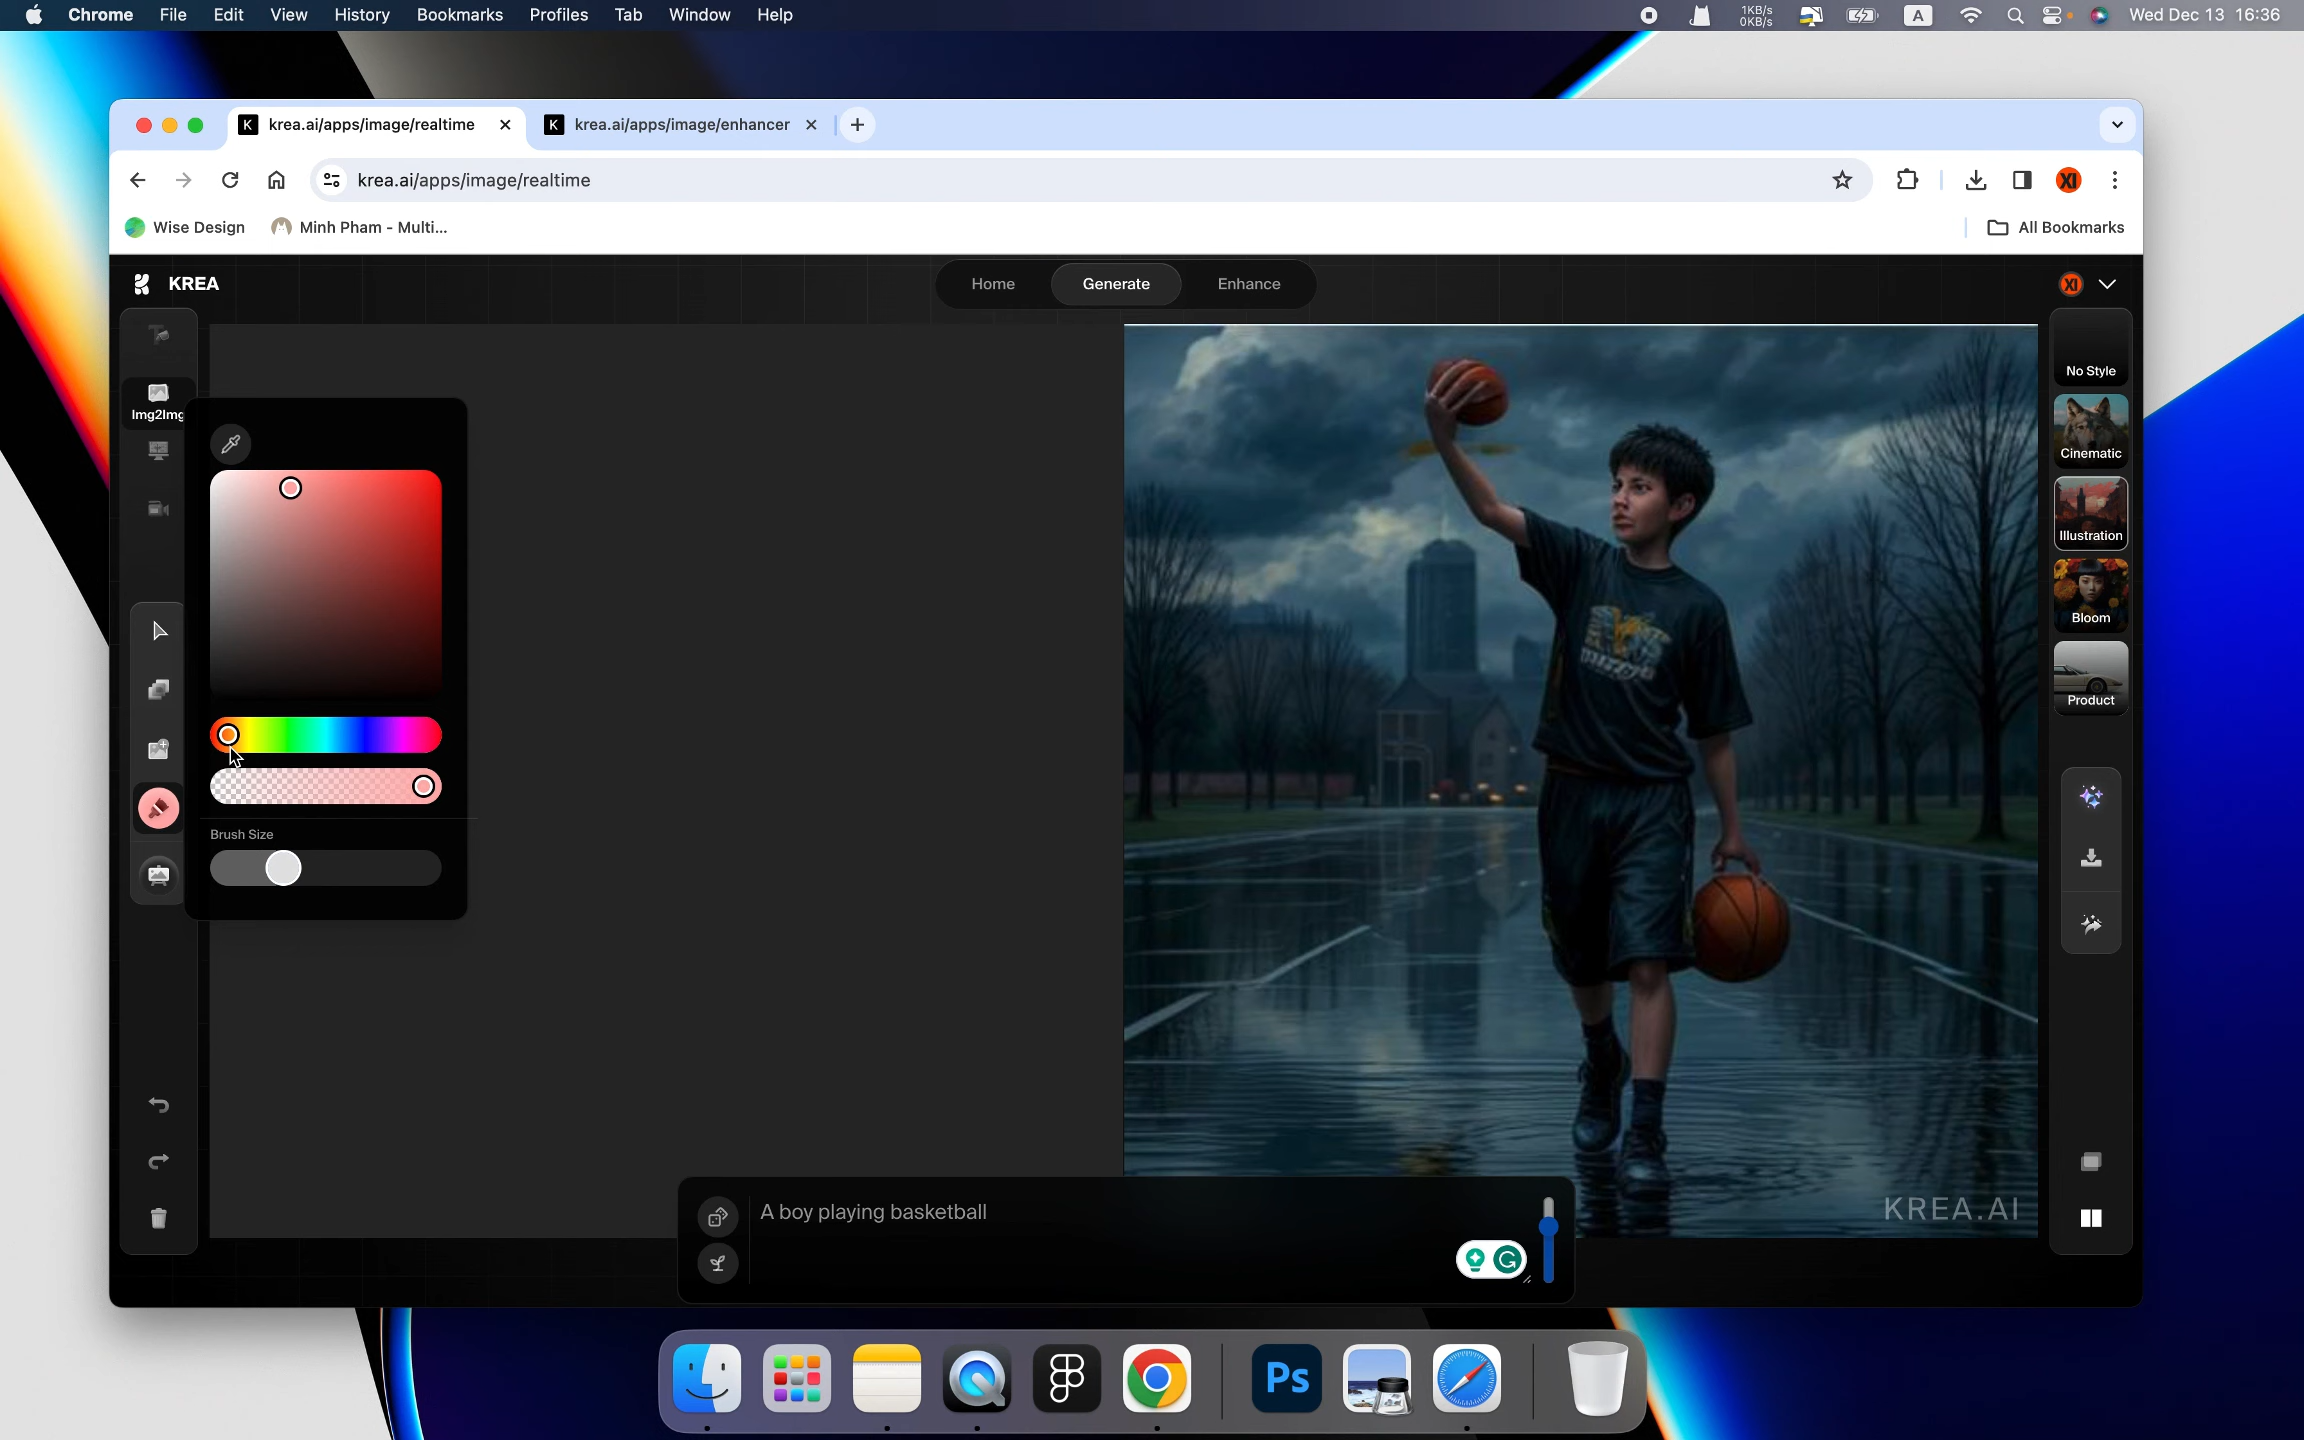 Chrome File Edit View History Bookmarks Profiles Tab Window Help
1KB/s
0KB/s
A
Wed Dec 13 16:36
K krea.ai/apps/image/realtime
K krea.ai/apps/image/enhancer
krea.ai/apps/image/realtime
XI
Wise Design
Minh Pham - Multi...
All Bookmarks
KREA
Home Generate Enhance
XI
Img2Img
Brush Size
No Style
Cinematic
Illustration
Bloom
Product
KREA.AI
A boy playing basketball
Ps